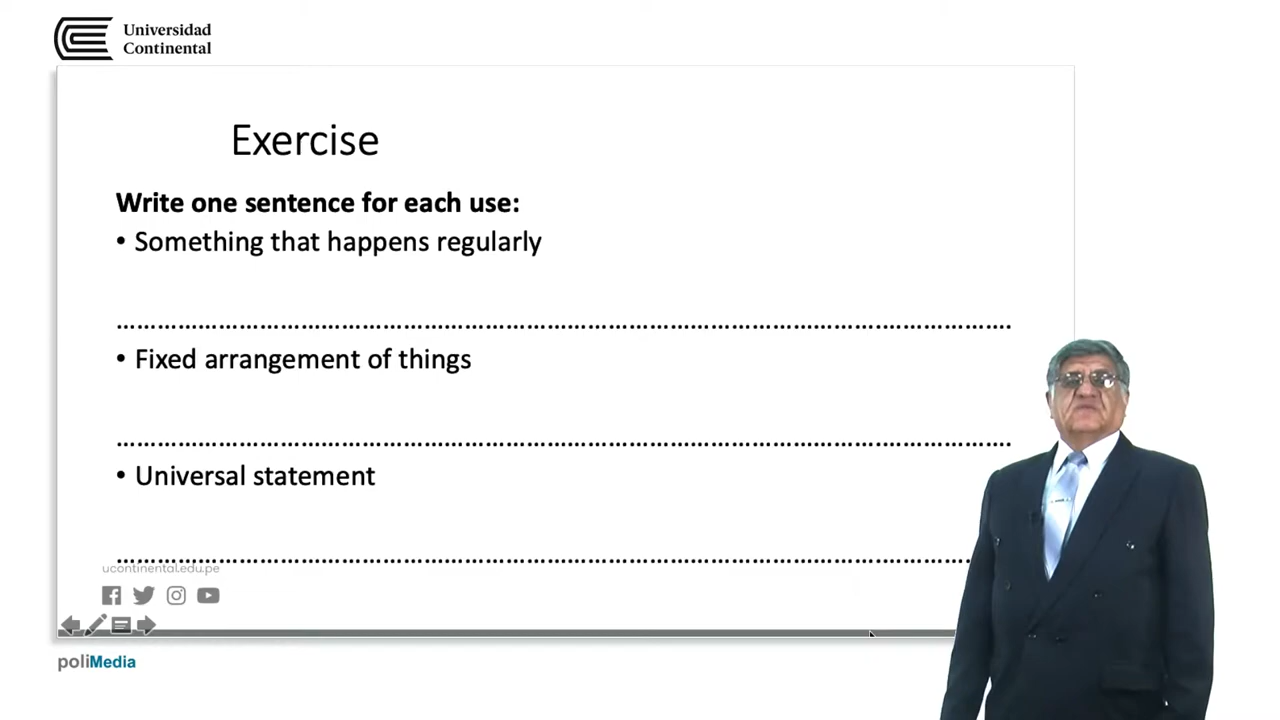 Universidad
Continental
Exercise
Write one sentence for each use:
• Something that happens regularly
……………………………………………………………………………………………………………………….
• Fixed arrangement of things
……………………………………………………………………………………………………………………….
• Universal statement
…………………………………………………………………………………………………………………
ucontinental.edu.pe
poliMedia